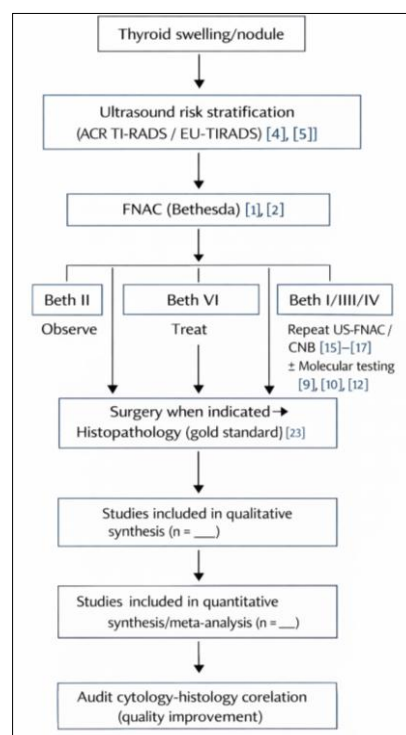 Thyroid swelling/nodule
Ultrasound risk stratification
(ACR TI-RADS / EU-TIRADS) [4], [5]]
FNAC (Bethesda) [1], [2]
Beth II
Observe
Beth VI
Treat
Beth I/IIII/IV
Repeat US-FNAC /
CNB [15]–[17]
± Molecular testing
[9], [10], [12]
Surgery when indicated →
Histopathology (gold standard) [23]
Studies included in qualitative
synthesis (n = ___)
Studies included in quantitative
synthesis/meta-analysis (n = __)
Audit cytology-histology corelation
(quality improvement)